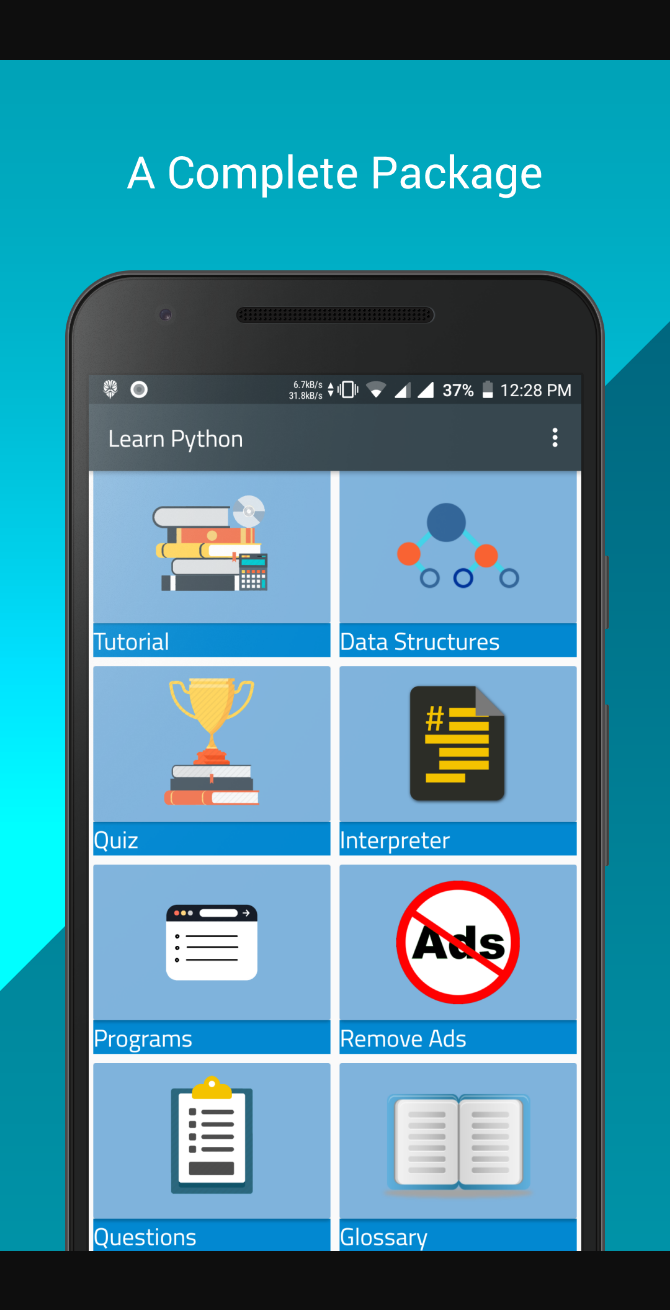 A Complete Package
6.7kB/s
31.8kB/s
37% 12:28 PM
Learn Python
Tutorial
Data Structures
Quiz
#
Interpreter
Programs
Ads
Remove Ads
Questions
Glossary